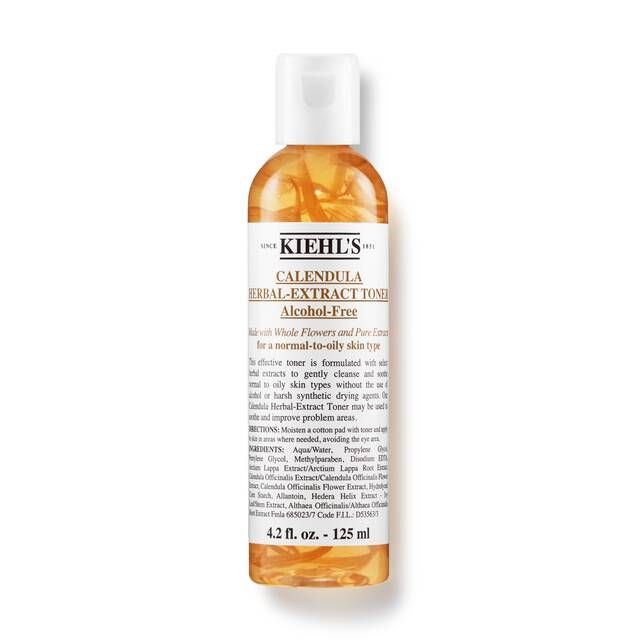 SINCE KIEHL'S 1851
CALENDULA
HERBAL-EXTRACT TONER
Alcohol-Free
Made with Whole Flowers and Pure Extracts
for a normal-to-oily skin type
This effective toner is formulated with select
herbal extracts to gently cleanse and soothe
normal to oily skin types without the use of
alcohol or harsh synthetic drying agents. Our
Calendula Herbal-Extract Toner may be used to
soothe and improve problem areas.
DIRECTIONS: Moisten a cotton pad with toner and apply
to skin in areas where needed, avoiding the eye area.
INGREDIENTS: Aqua/Water, Propylene Glycol,
Propylene Glycol, Methylparaben, Disodium EDTA,
Arctium Lappa Extract/Arctium Lappa Root Extract,
Calendula Officinalis Extract/Calendula Officinalis Flower
Extract, Calendula Officinalis Flower Extract, Hydrolyzed
Corn Starch, Allantoin, Hedera Helix Extract - Ivy
Leaf/Stem Extract, Althaea Officinalis/Althaea Officinalis
Root Extract Fmla 685023/7 Code F.I.L.: D53563/5
4.2 fl. oz. - 125 ml